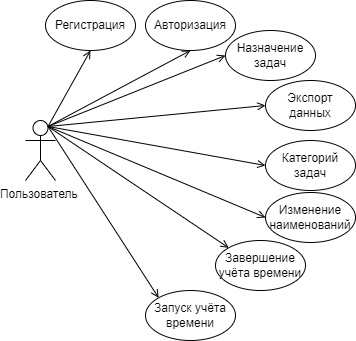 Регистрация
Авторизация
Назначение
задач
Экспорт
данных
Категорий
задач
Изменение
наименований
Завершение
учёта времени
Запуск учёта
времени
Пользователь